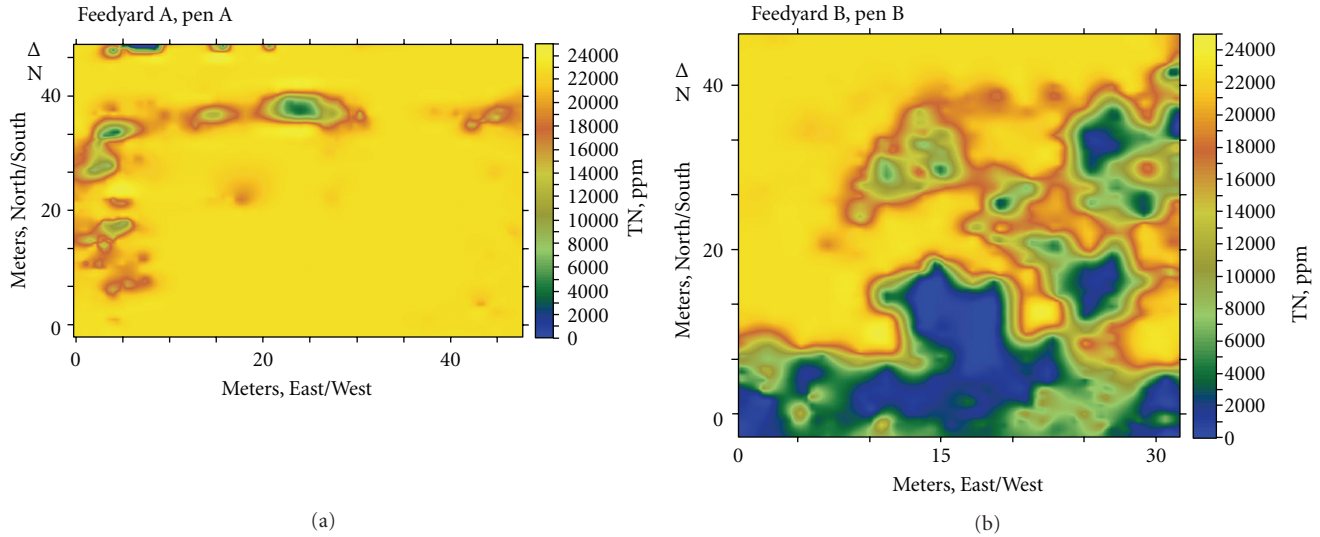 Feedyard A, pen A
Δ
N
Meters, North/South
40
20
0
0
20
40
Meters, East/West
24000
22000
20000
18000
16000
14000
12000
10000
8000
6000
4000
2000
0
TN, ppm
(a)
Feedyard B, pen B
Δ
N
Meters, North/South
40
20
0
0
15
30
Meters, East/West
24000
22000
20000
18000
16000
14000
12000
10000
8000
6000
4000
2000
0
TN, ppm
(b)